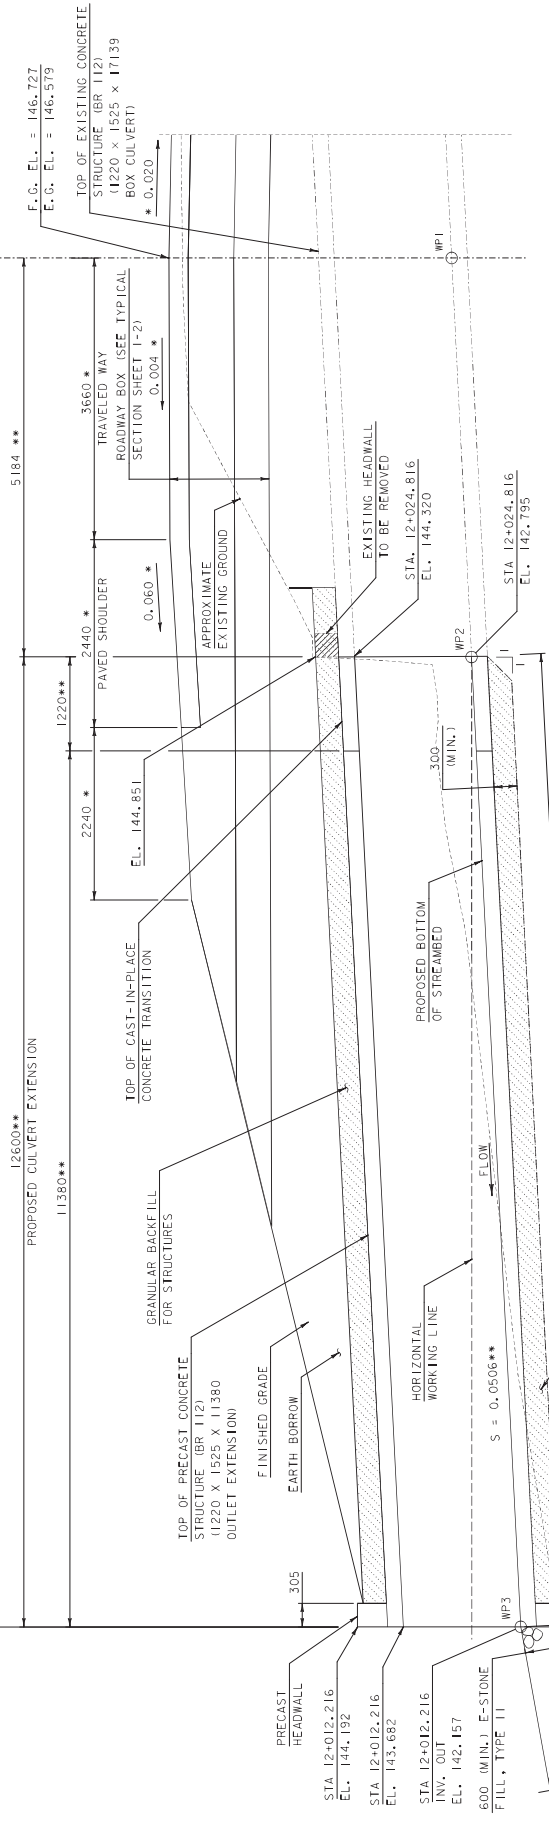 12600**
PROPOSED CULVERT EXTENSION
5184 **
11380**
1220**
2240 *
2440 *
PAVED SHOULDER
3660 *
TRAVELED WAY
F.G. EL. = 146.727
E.G. EL. = 146.579
TOP OF EXISTING CONCRETE
STRUCTURE (BR 112)
(1220 x 1525 x 17139
BOX CULVERT)
* 0.020
ROADWAY BOX (SEE TYPICAL
SECTION SHEET 1-2)
0.004 *
0.060 *
APPROXIMATE
EXISTING GROUND
EL. 144.851
TOP OF CAST-IN-PLACE
CONCRETE TRANSITION
GRANULAR BACKFILL
FOR STRUCTURES
TOP OF PRECAST CONCRETE
STRUCTURE (BR 112)
(1220 X 1525 X 11380
OUTLET EXTENSION)
FINISHED GRADE
EARTH BORROW
305
PRECAST
HEADWALL
STA 12+012.216
EL. 144.192
STA 12+012.216
EL. 143.682
STA 12+012.216
INV. OUT
EL. 142.157
600 (MIN.) E-STONE
FILL, TYPE II
WP3
S = 0.0506**
HORIZONTAL
WORKING LINE
FLOW
PROPOSED BOTTOM
OF STREAMBED
300
(MIN.)
EXISTING HEADWALL
TO BE REMOVED
STA. 12+024.816
EL. 144.320
WP2
STA 12+024.816
EL. 142.795
WP1